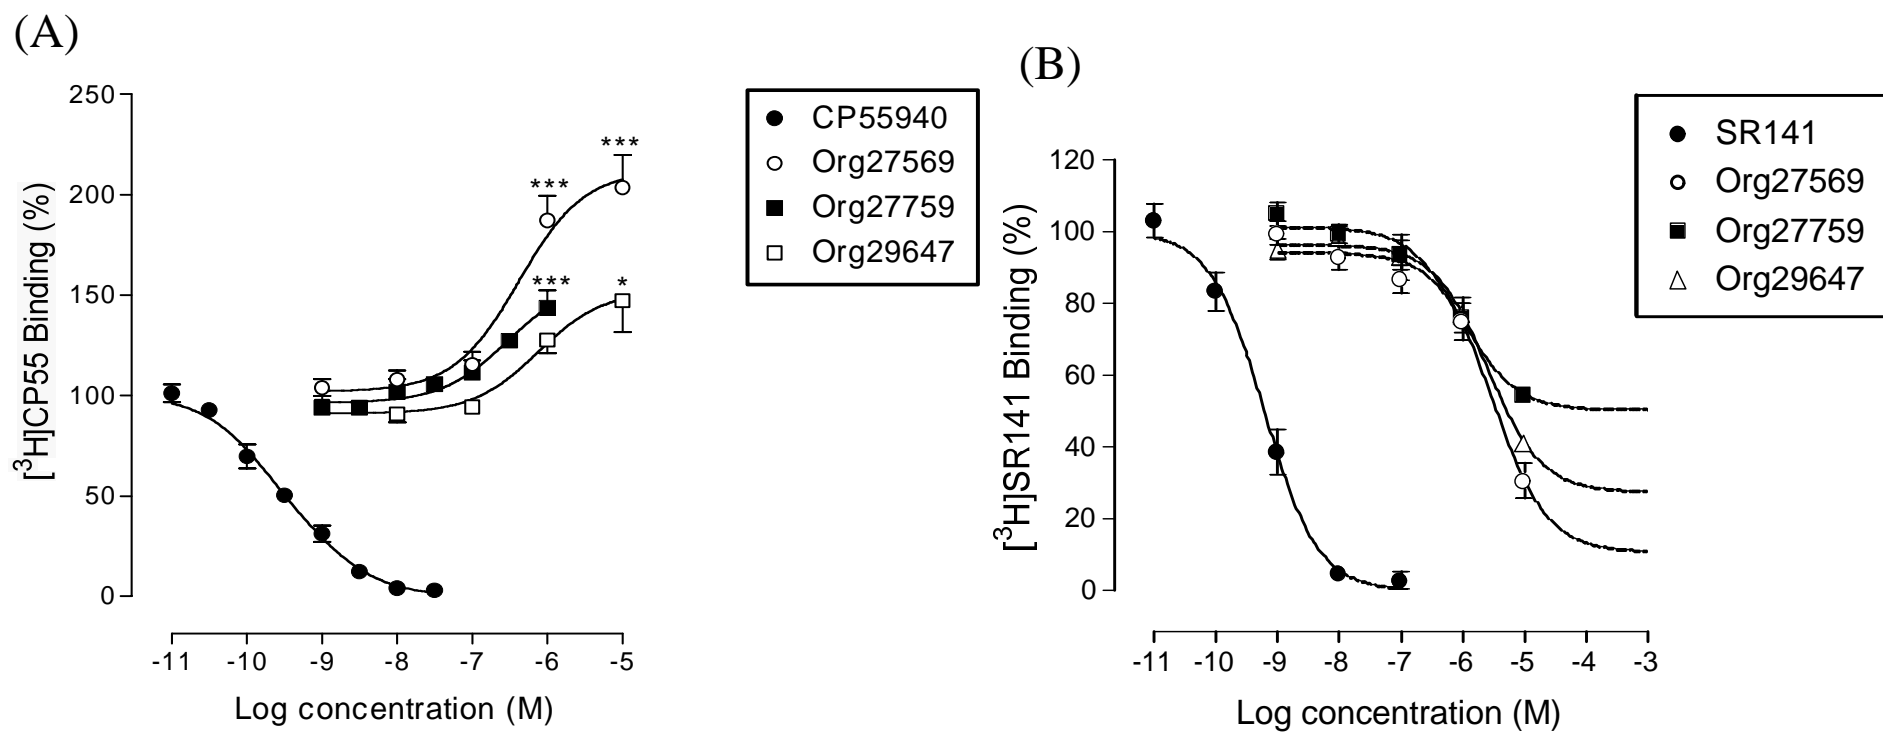 (A)
250
200
150
100
50
0
[3H]CP55 Binding (%)
***
***
***
*
-11 -10 -9 -8 -7 -6 -5
Log concentration (M)
CP55940
Org27569
Org27759
Org29647
(B)
120
100
80
60
40
20
0
[3H]SR141 Binding (%)
-11 -10 -9 -8 -7 -6 -5 -4 -3
Log concentration (M)
SR141
Org27569
Org27759
Org29647